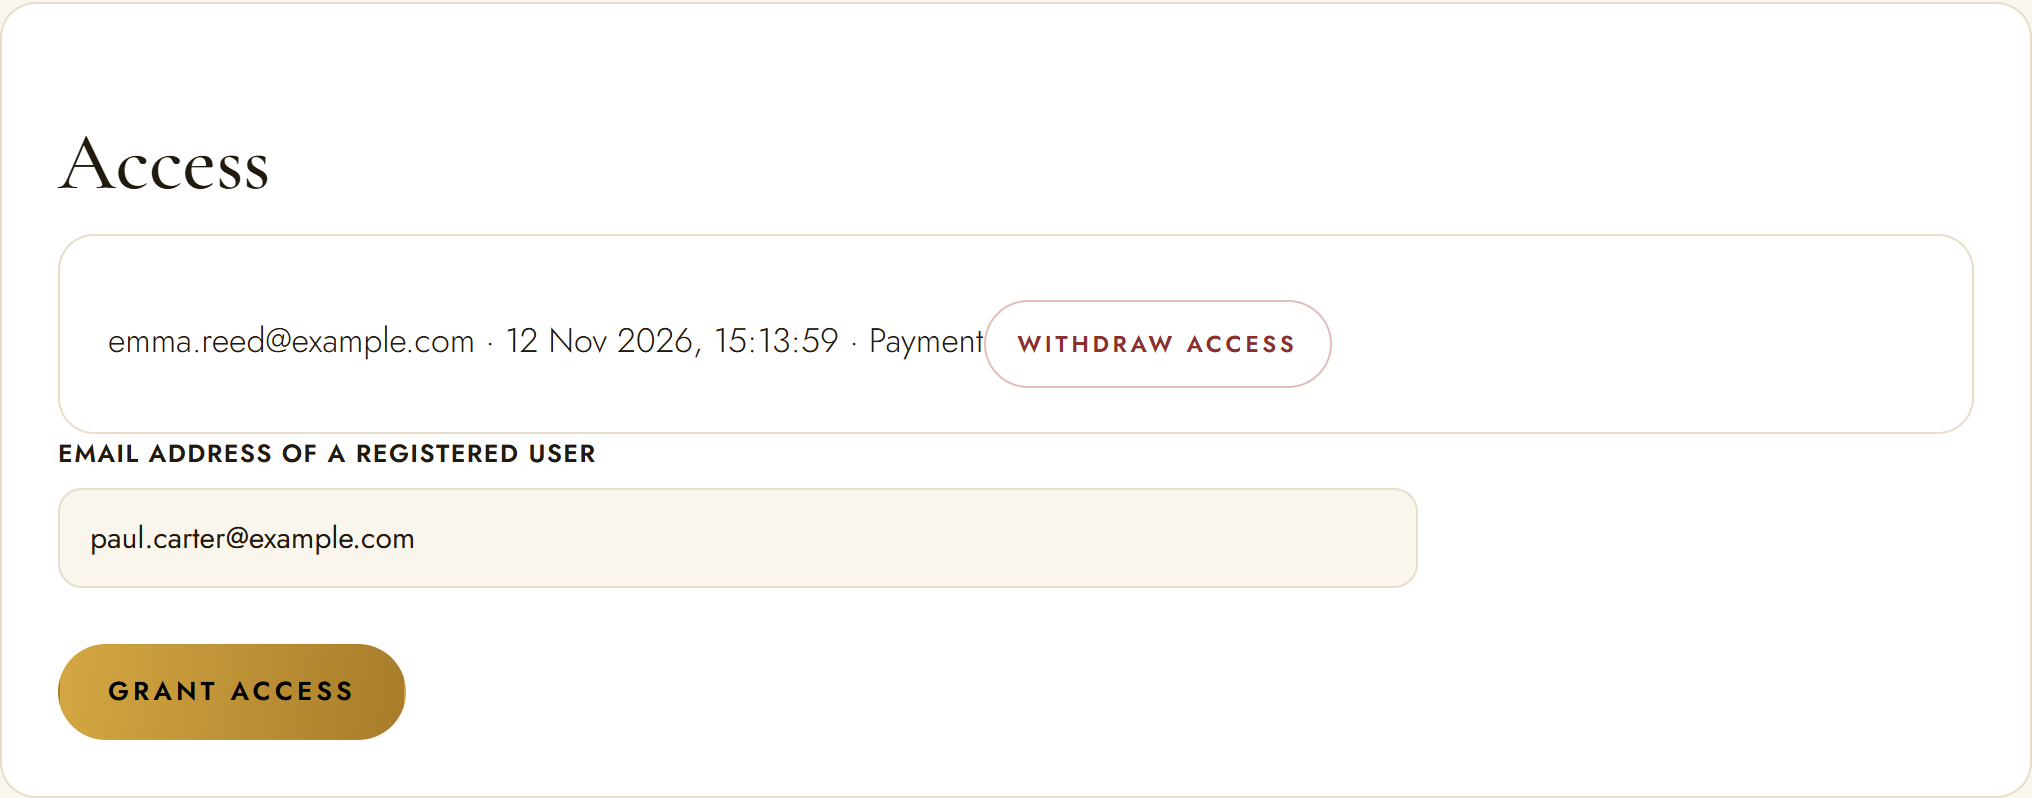 Access
emma.reed@example.com · 12 Nov 2026, 15:13:59 · Payment WITHDRAW ACCESS
EMAIL ADDRESS OF A REGISTERED USER
paul.carter@example.com
GRANT ACCESS